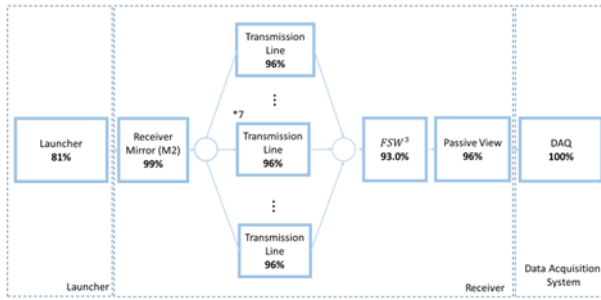 Transmission
Line
96%
⋮
*7
Launcher
81%
Receiver
Mirror (M2)
99%
Transmission
Line
96%
FSW³
93.0%
Passive View
96%
DAQ
100%
⋮
Transmission
Line
96%
Launcher
Receiver
Data Acquisition
System